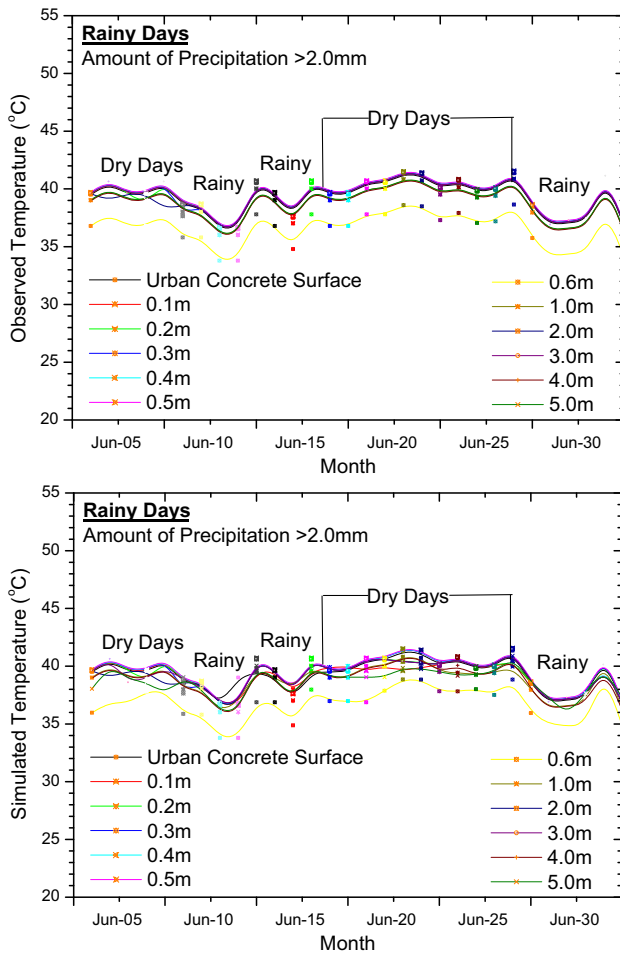 Rainy Days
Amount of Precipitation >2.0mm
Observed Temperature (°C)
55
50
45
40
35
30
25
20
Dry Days
Rainy
Rainy
Dry Days
Rainy
Urban Concrete Surface
0.1m
0.2m
0.3m
0.4m
0.5m
0.6m
1.0m
2.0m
3.0m
4.0m
5.0m
Jun-05 Jun-10 Jun-15 Jun-20 Jun-25 Jun-30
Month
Rainy Days
Amount of Precipitation >2.0mm
Simulated Temperature (°C)
55
50
45
40
35
30
25
20
Dry Days
Rainy
Rainy
Dry Days
Rainy
Urban Concrete Surface
0.1m
0.2m
0.3m
0.4m
0.5m
0.6m
1.0m
2.0m
3.0m
4.0m
5.0m
Jun-05 Jun-10 Jun-15 Jun-20 Jun-25 Jun-30
Month